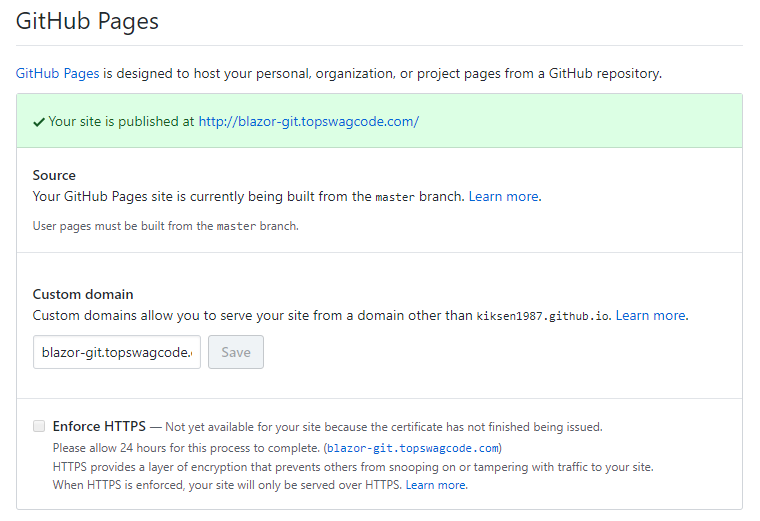 GitHub Pages
GitHub Pages is designed to host your personal, organization, or project pages from a GitHub repository.
Your site is published at http://blazor-git.topswagcode.com/
Source
Your GitHub Pages site is currently being built from the master branch. Learn more.
User pages must be built from the master branch.
Custom domain
Custom domains allow you to serve your site from a domain other than kiksen1987.github.io. Learn more.
blazor-git.topswagcode. Save
Enforce HTTPS — Not yet available for your site because the certificate has not finished being issued.
Please allow 24 hours for this process to complete. (blazor-git.topswagcode.com)
HTTPS provides a layer of encryption that prevents others from snooping on or tampering with traffic to your site.
When HTTPS is enforced, your site will only be served over HTTPS. Learn more.